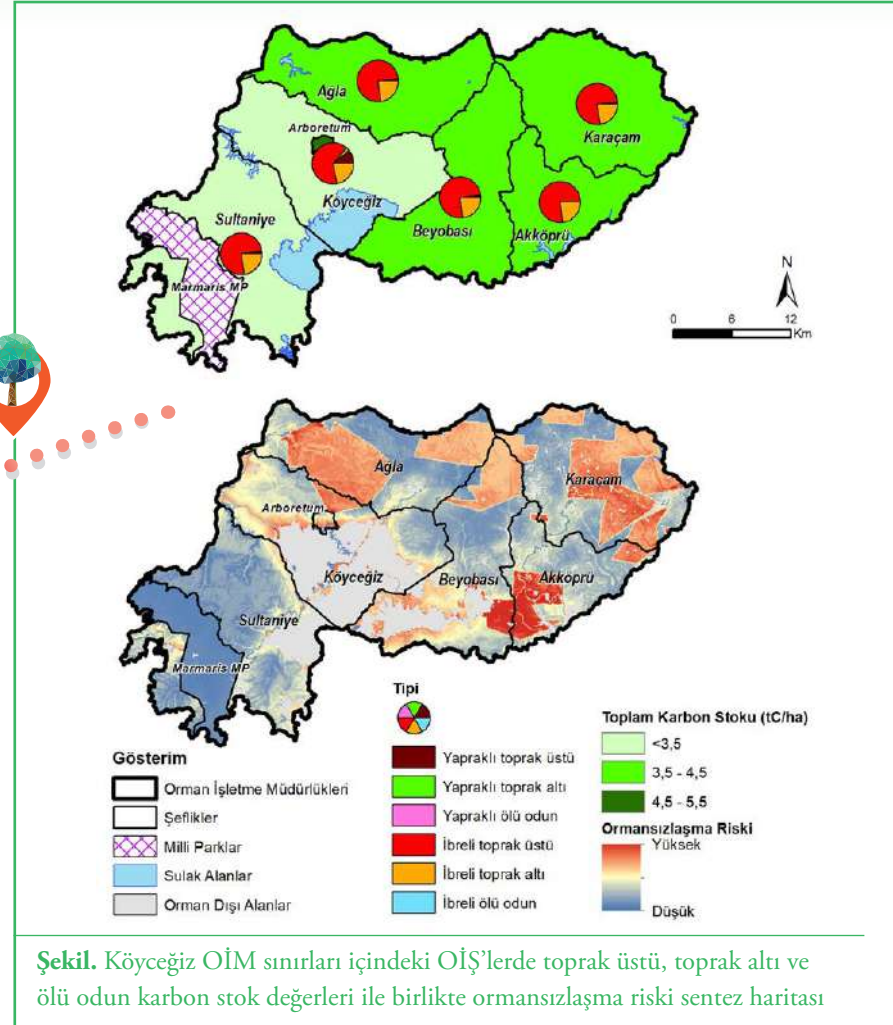 Ağla
Arboretum
Karaçam
Köyceğiz
Sultaniye
Beyobası
Akköprü
Marmaris MP
N
0 6 12
Km
Ağla
Karaçam
Arboretum
Köyceğiz
Beyobası
Akköprü
Sultaniye
Marmaris MP
Gösterim
Orman İşletme Müdürlükleri
Şeflikler
Milli Parklar
Sulak Alanlar
Orman Dışı Alanlar
Tipi
Yapraklı toprak üstü
Yapraklı toprak altı
Yapraklı ölü odun
İbreli toprak üstü
İbreli toprak altı
İbreli ölü odun
Toplam Karbon Stoku (tC/ha)
<3,5
3,5 - 4,5
4,5 - 5,5
Ormansızlaşma Riski
Yüksek
Düşük
Şekil. Köyceğiz OİM sınırları içindeki OİŞ’lerde toprak üstü, toprak altı ve
ölü odun karbon stok değerleri ile birlikte ormansızlaşma riski sentez haritası